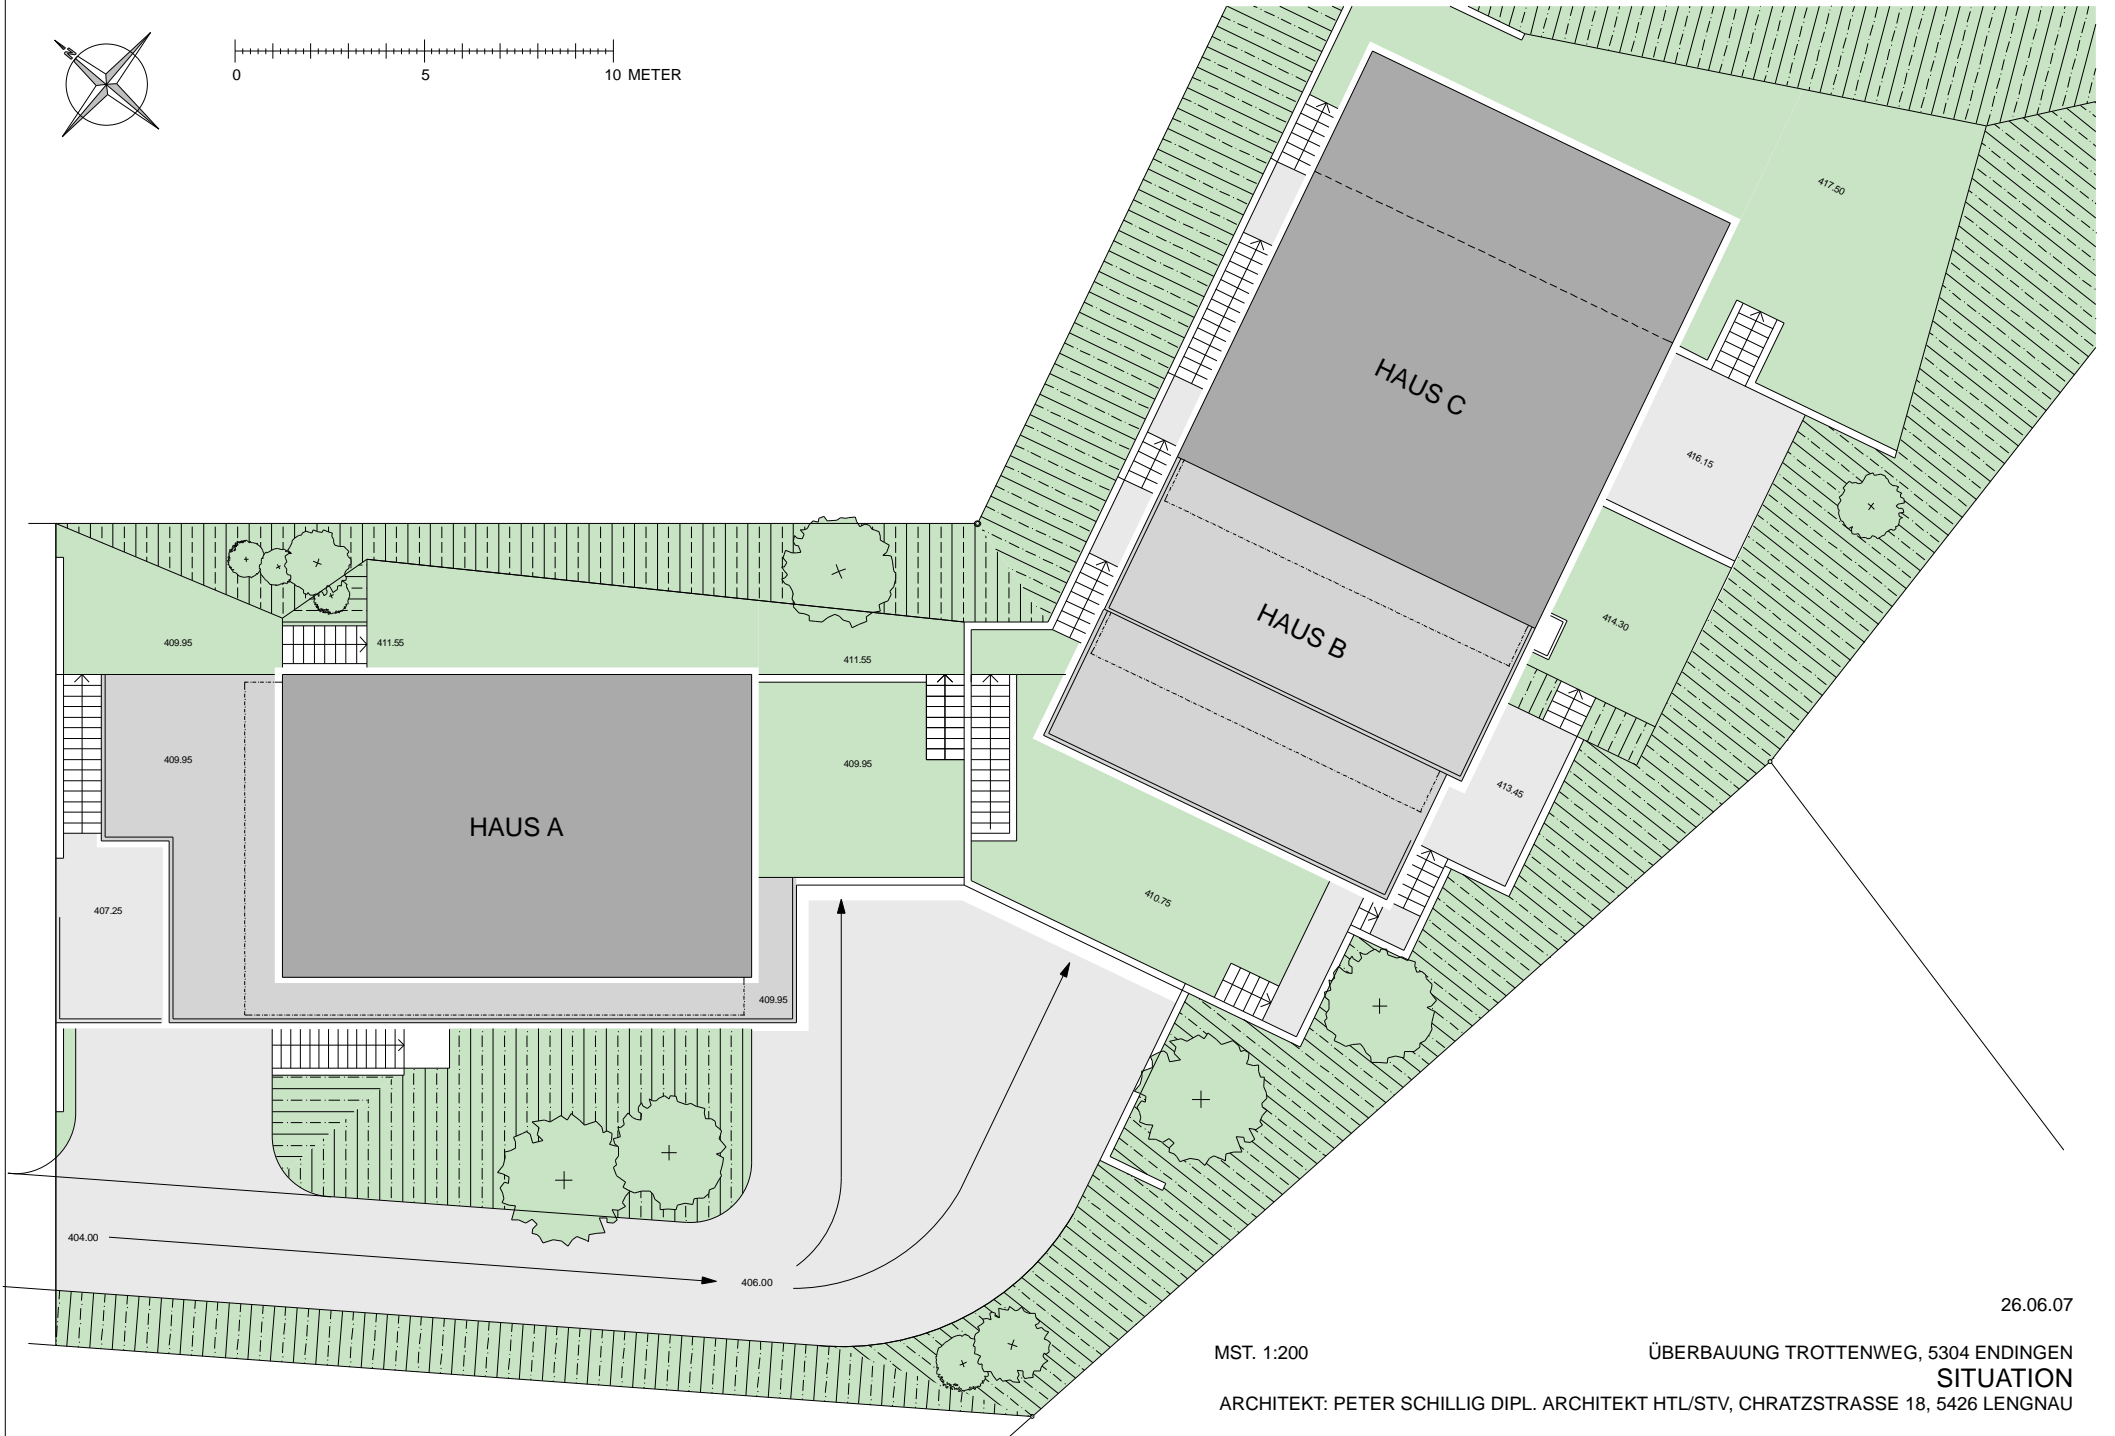 N
0 5 10 METER
417.50
HAUS C
416.15
HAUS B
414.30
409.95
411.55
411.55
409.95
409.95
413.45
HAUS A
410.75
407.25
409.95
404.00
406.00
26.06.07
MST. 1:200
ÜBERBAUUNG TROTTENWEG, 5304 ENDINGEN
SITUATION
ARCHITEKT: PETER SCHILLIG DIPL. ARCHITEKT HTL/STV, CHRATZSTRASSE 18, 5426 LENGNAU